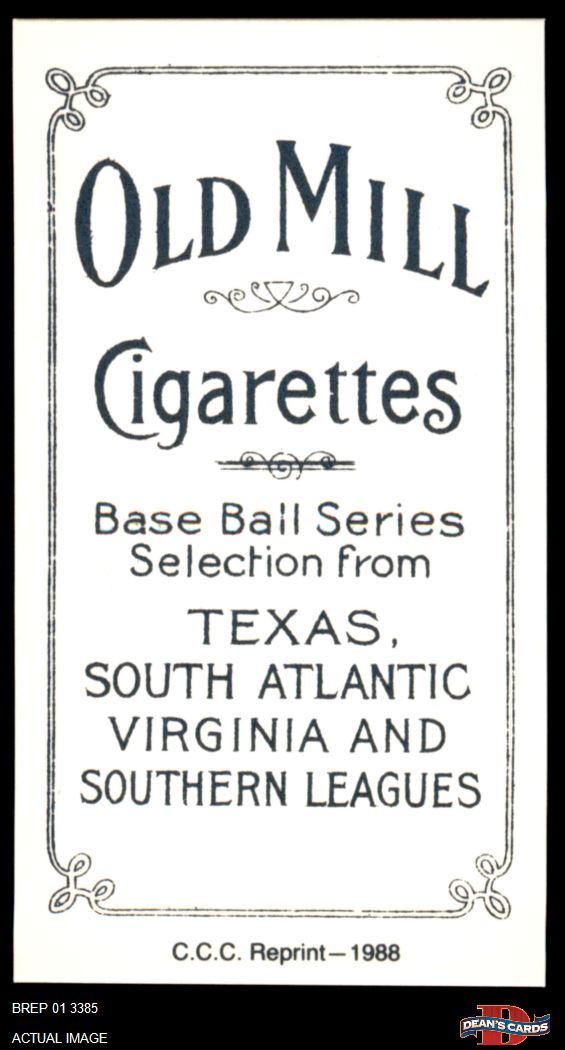 OLD MILL
Cigarettes
Base Ball Series
Selection from
TEXAS,
SOUTH ATLANTIC
VIRGINIA AND
SOUTHERN LEAGUES
C.C.C. Reprint—1988
BREP 01 3385
ACTUAL IMAGE
D
DEAN'S CARDS